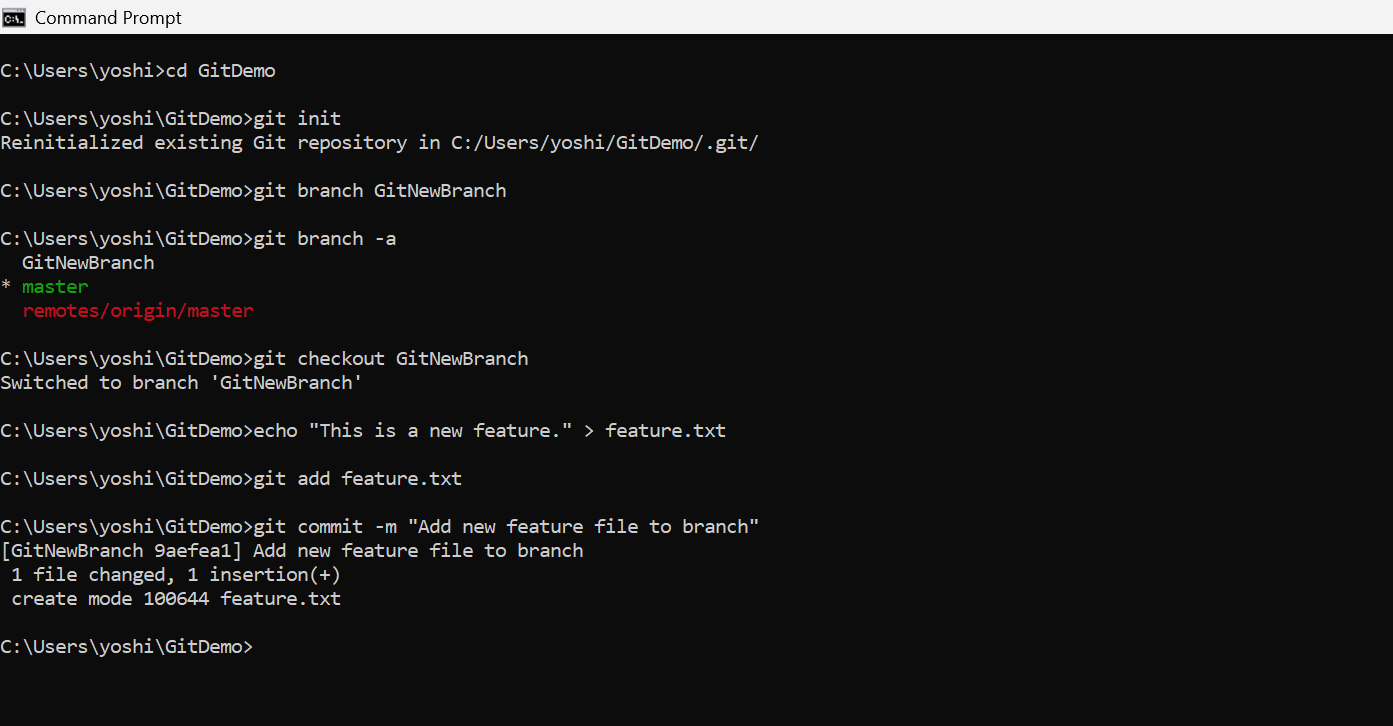 Command Prompt
C:\Users\yoshi>cd GitDemo
C:\Users\yoshi\GitDemo>git init
Reinitialized existing Git repository in C:/Users/yoshi/GitDemo/.git/
C:\Users\yoshi\GitDemo>git branch GitNewBranch
C:\Users\yoshi\GitDemo>git branch -a
  GitNewBranch
* master
  remotes/origin/master
C:\Users\yoshi\GitDemo>git checkout GitNewBranch
Switched to branch 'GitNewBranch'
C:\Users\yoshi\GitDemo>echo "This is a new feature." > feature.txt
C:\Users\yoshi\GitDemo>git add feature.txt
C:\Users\yoshi\GitDemo>git commit -m "Add new feature file to branch"
[GitNewBranch 9aefea1] Add new feature file to branch
 1 file changed, 1 insertion(+)
 create mode 100644 feature.txt
C:\Users\yoshi\GitDemo>